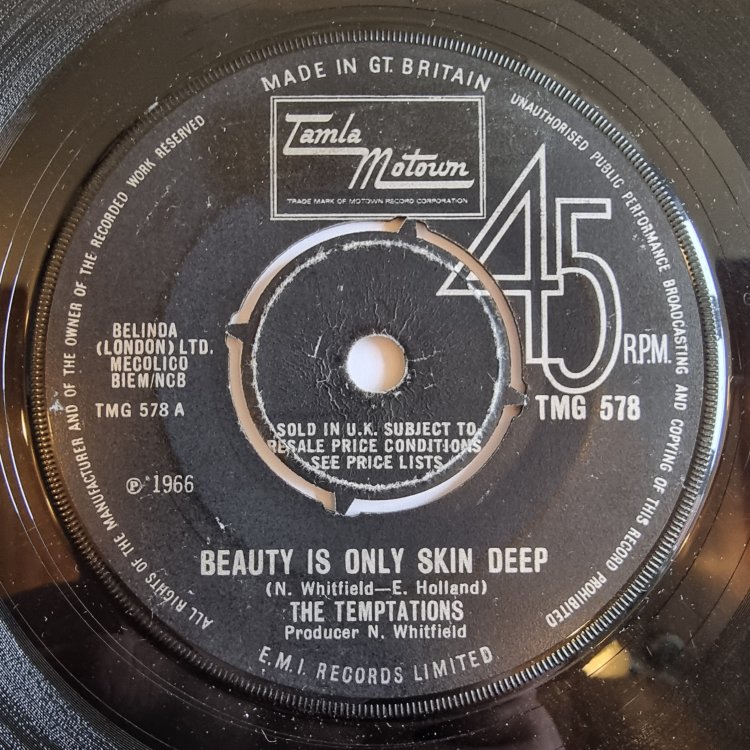 MADE IN GT. BRITAIN
UNAUTHORISED PUBLIC PERFORMANCE BROADCASTING AND COPYING OF THIS RECORD PROHIBITED
ALL RIGHTS OF THE MANUFACTURER AND OF THE OWNER OF THE RECORDED WORK RESERVED
Tamla
Motown
TRADE MARK OF MOTOWN RECORD CORPORATION
45
R.P.M.
BELINDA
(LONDON) LTD.
MECOLICO
BIEM/NCB
TMG 578 A
TMG 578
SOLD IN U.K. SUBJECT TO
RESALE PRICE CONDITIONS
SEE PRICE LISTS
℗ 1966
BEAUTY IS ONLY SKIN DEEP
(N. Whitfield—E. Holland)
THE TEMPTATIONS
Producer N. Whitfield
E.M.I. RECORDS LIMITED